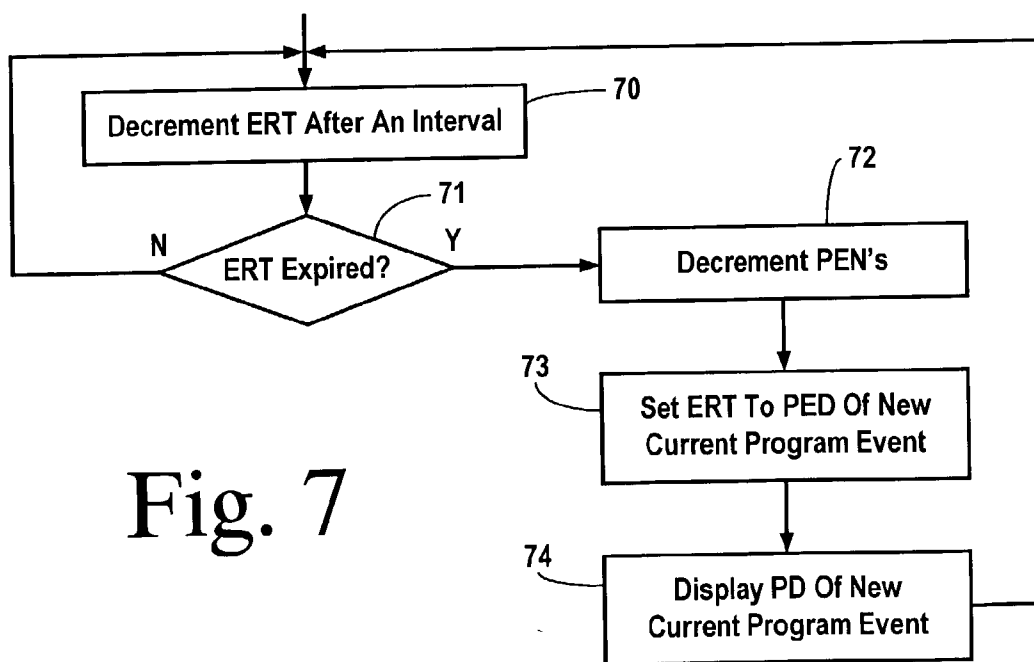 70
Decrement ERT After An Interval
71
N
Y
ERT Expired?
72
Decrement PEN's
73
Set ERT To PED Of New
Current Program Event
Fig. 7
74
Display PD Of New
Current Program Event